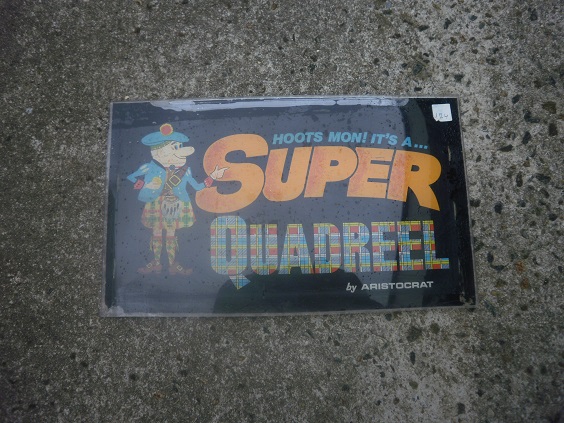 HOOTS MON! IT'S A...
SUPER
QUADREEL
by ARISTOCRAT